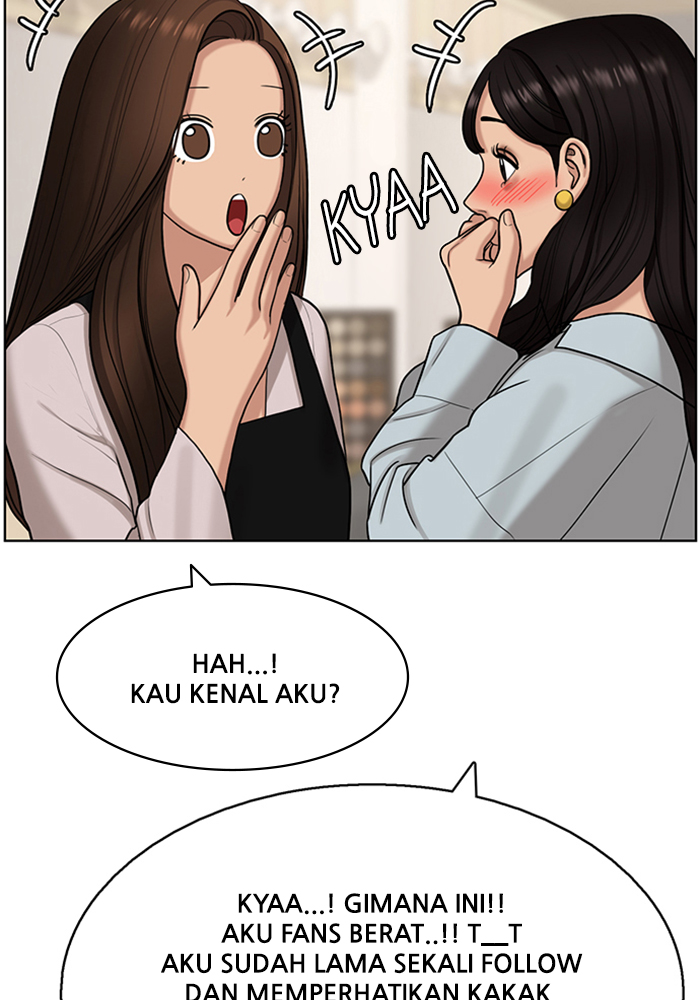 KYAA
HAH...!
KAU KENAL AKU?
KYAA...! GIMANA INI!!
AKU FANS BERAT..!! T__T
AKU SUDAH LAMA SEKALI FOLLOW
DAN MEMPERHATIKAN KAKAK